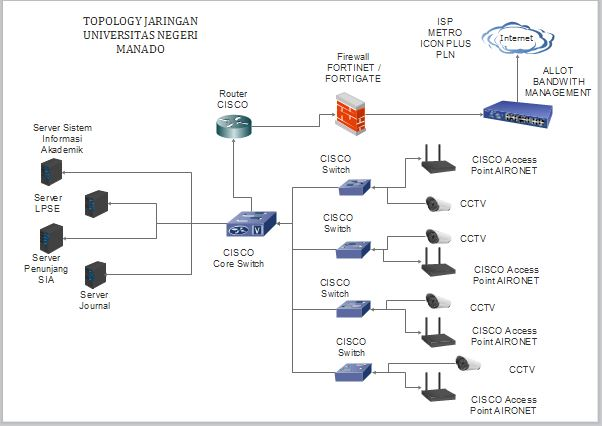 TOPOLOGY JARINGAN
UNIVERSITAS NEGERI
MANADO
ISP
METRO
ICON PLUS
PLN
Internet
Firewall
FORTINET /
FORTIGATE
ALLOT
BANDWITH
MANAGEMENT
Router
CISCO
Server Sistem
Informasi
Akademik
Server
LPSE
Server
Penunjang
SIA
Server
Journal
V
CISCO
Core Switch
CISCO
Switch
CISCO Access
Point AIRONET
CCTV
CISCO
Switch
CCTV
CISCO Access
Point AIRONET
CISCO
Switch
CCTV
CISCO Access
Point AIRONET
CISCO
Switch
CCTV
CISCO Access
Point AIRONET